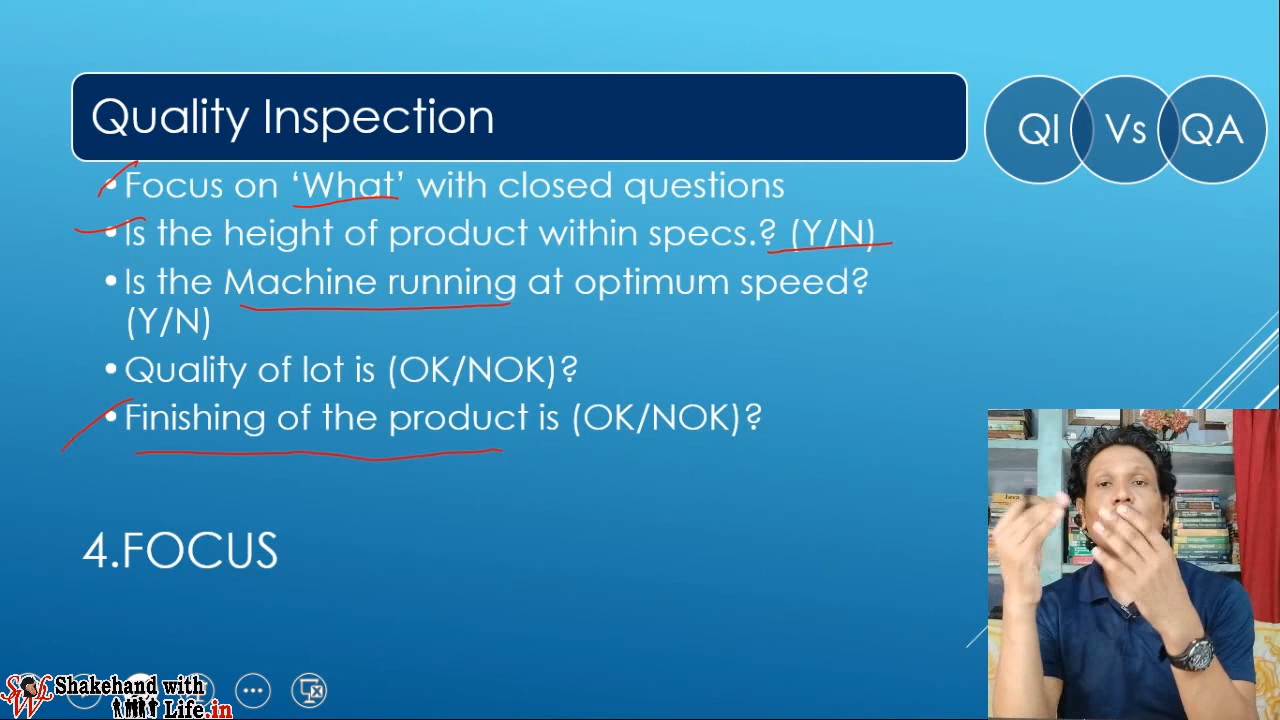 Quality Inspection
QI Vs QA
•Focus on ‘What’ with closed questions
•Is the height of product within specs.? (Y/N)
•Is the Machine running at optimum speed?
(Y/N)
•Quality of lot is (OK/NOK)?
•Finishing of the product is (OK/NOK)?
Java
4.FOCUS
Shakehand with
Life.in